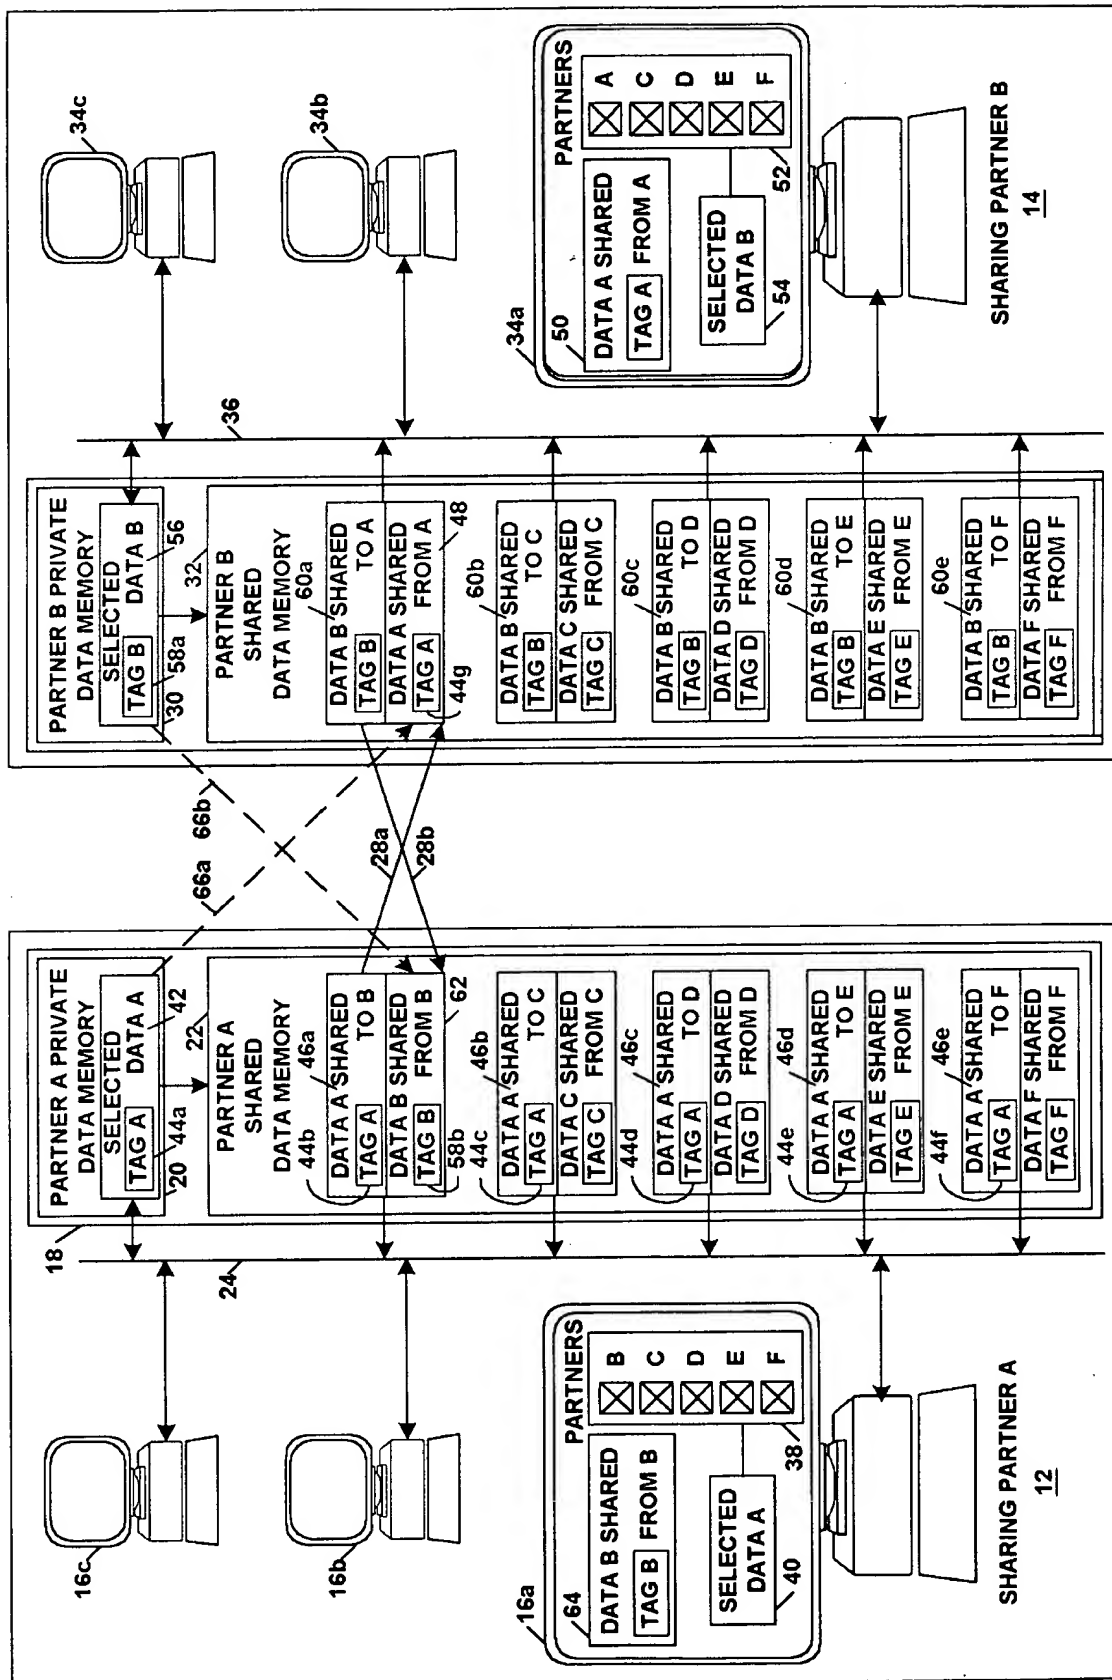 16c
16b
16a
64
DATA B SHARED
TAG B FROM B
PARTNERS
B
C
D
E
F
SELECTED
DATA A
40
38
SHARING PARTNER A
12
24
18
PARTNER A PRIVATE
DATA MEMORY
SELECTED
TAG A DATA A
44a
42
20
22
PARTNER A
SHARED
DATA MEMORY
44b
46a
DATA A SHARED
TAG A TO B
DATA B SHARED
TAG B FROM B
58b
62
44c
46b
DATA A SHARED
TAG A TO C
DATA C SHARED
TAG C FROM C
44d
46c
DATA A SHARED
TAG A TO D
DATA D SHARED
TAG D FROM D
44e
46d
DATA A SHARED
TAG A TO E
DATA E SHARED
TAG E FROM E
44f
46e
DATA A SHARED
TAG A TO F
DATA F SHARED
TAG F FROM F
66a
66b
28a
28b
PARTNER B PRIVATE
DATA MEMORY
SELECTED
TAG B DATA B
58a
56
30
32
PARTNER B
SHARED
DATA MEMORY
60a
DATA B SHARED
TAG B TO A
DATA A SHARED
TAG A FROM A
44g
48
60b
DATA B SHARED
TAG B TO C
DATA C SHARED
TAG C FROM C
60c
DATA B SHARED
TAG B TO D
DATA D SHARED
TAG D FROM D
60d
DATA B SHARED
TAG B TO E
DATA E SHARED
TAG E FROM E
60e
DATA B SHARED
TAG B TO F
DATA F SHARED
TAG F FROM F
36
34c
34b
34a
50
DATA A SHARED
TAG A FROM A
PARTNERS
A
C
D
E
F
SELECTED
DATA B
54
52
SHARING PARTNER B
14